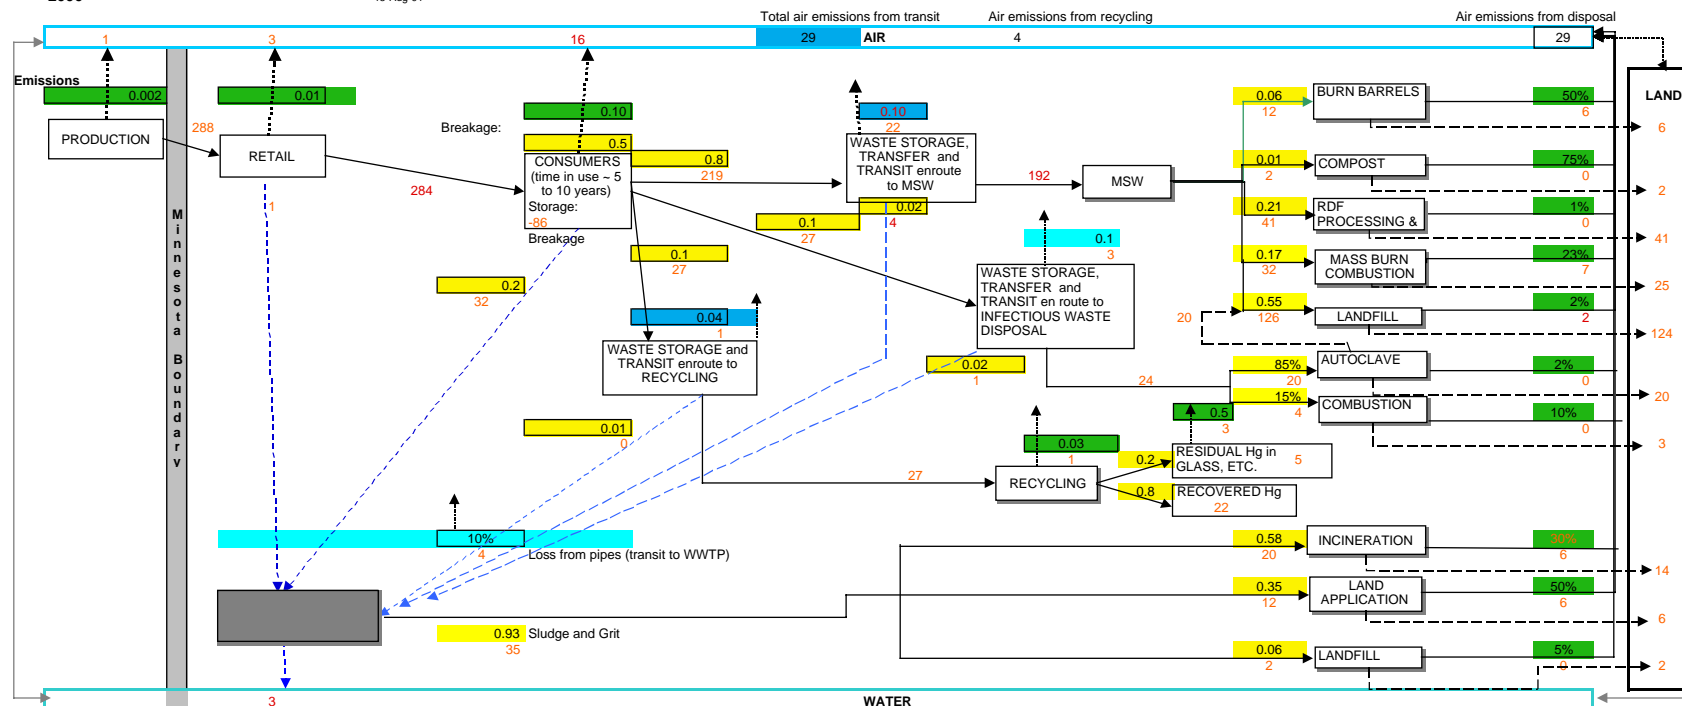 Total air emissions from transit
Air emissions from recycling
Air emissions from disposal
1
3
16
29
AIR
4
29
Emissions
0.002
0.01
0.10
Breakage:
0.5
0.8
219
PRODUCTION
288
RETAIL
284
1
CONSUMERS
(time in use ~ 5
to 10 years)
Storage:
-86
Breakage
0.10
22
WASTE STORAGE,
TRANSFER and
TRANSIT enroute
to MSW
192
MSW
0.02
4
0.1
27
0.1
27
0.2
32
0.04
1
WASTE STORAGE and
TRANSIT enroute to
RECYCLING
0.1
3
WASTE STORAGE,
TRANSFER and
TRANSIT en route to
INFECTIOUS WASTE
DISPOSAL
0.02
1
24
0.01
0
27
0.06
12
BURN BARRELS
50%
6
LAND
6
0.01
2
COMPOST
75%
0
2
0.21
41
RDF
PROCESSING &
1%
0
41
0.17
32
MASS BURN
COMBUSTION
23%
7
25
20
0.55
126
LANDFILL
2%
2
124
85%
20
AUTOCLAVE
2%
0
20
15%
4
COMBUSTION
10%
0
3
0.5
3
0.03
1
RECYCLING
0.2
RESIDUAL Hg in
GLASS, ETC.
5
0.8
RECOVERED Hg
22
10%
4
Loss from pipes (transit to WWTP)
0.93
Sludge and Grit
35
0.58
20
INCINERATION
30%
6
14
0.35
12
LAND
APPLICATION
50%
6
6
0.06
2
LANDFILL
5%
0
2
Minnesota Boundary
3
WATER